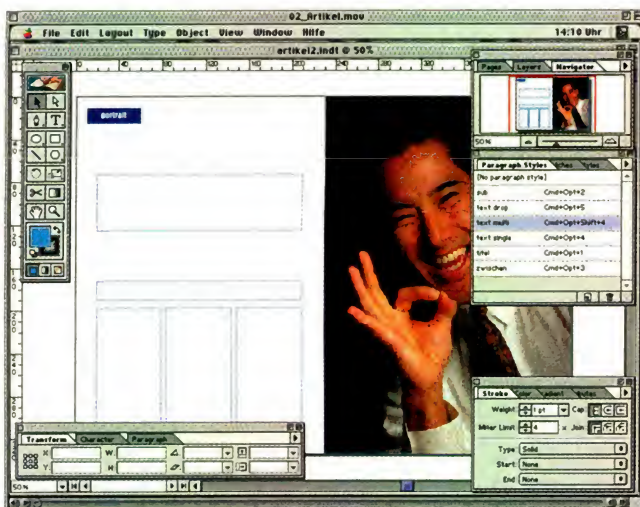 02_Artikel.mov
File Edit Layout Type Object View Window Hilfe 14:10 Uhr
artikel2.indt @ 50%
portrait
Pages Layers Navigator
50%
Paragraph Styles
[No paragraph style]
sub Cmd+Opt+2
text drop Cmd+Opt+5
text multi Cmd+Opt+Shift+4
text single Cmd+Opt+4
titel Cmd+Opt+1
zwischen Cmd+Opt+3
Stroke
Weight: 1 pt Cap:
Miter Limit: 4 x Join:
Type: Solid
Start: None
End: None
Transform Character Paragraph
X: W:
Y: H:
50%